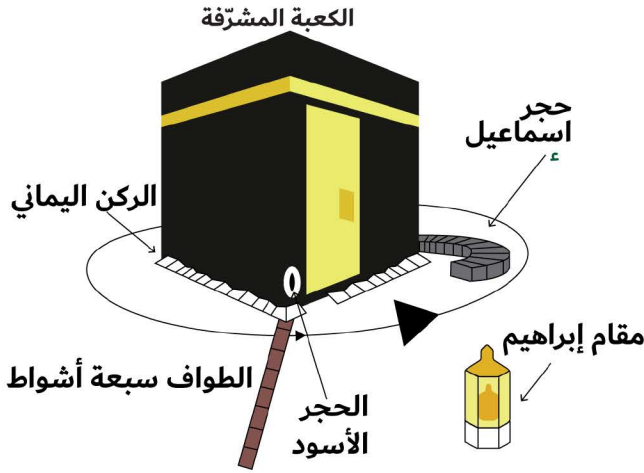 الكعبة المشرّفة
حجر
اسماعيل
ء
الركن اليماني
مقام إبراهيم
الطواف سبعة أشواط
الحجر
الأسود